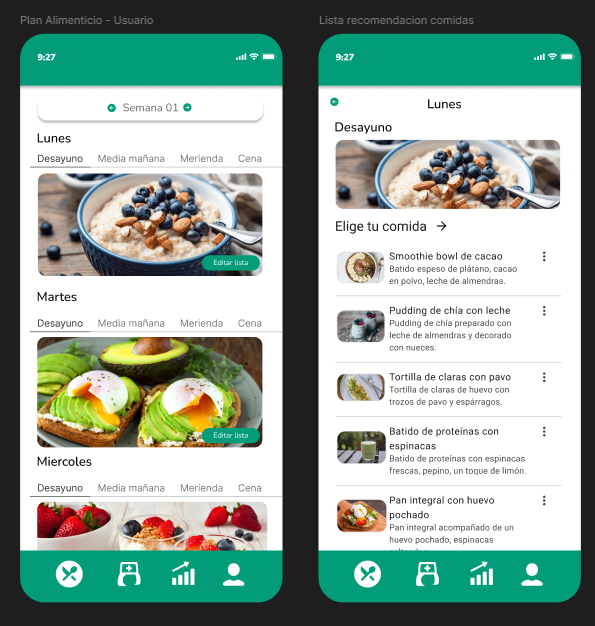 Plan Alimenticio - Usuario
9:27
Semana 01
Lunes
Desayuno Media mañana Merienda Cena
Editar lista
Martes
Desayuno Media mañana Merienda Cena
Editar lista
Miercoles
Desayuno Media mañana Merienda Cena
Lista recomendacion comidas
9:27
Lunes
Desayuno
Elige tu comida
Smoothie bowl de cacao
Batido espeso de plátano, cacao
en polvo, leche de almendras.
Pudding de chía con leche
Pudding de chía preparado con
leche de almendras y decorado
con nueces.
Tortilla de claras con pavo
Tortilla de claras de huevo con
trozos de pavo y espárragos.
Batido de proteínas con
espinacas
Batido de proteínas con espinacas
frescas, pepino, un toque de limón.
Pan integral con huevo
pochado
Pan integral acompañado de un
huevo pochado, espinacas